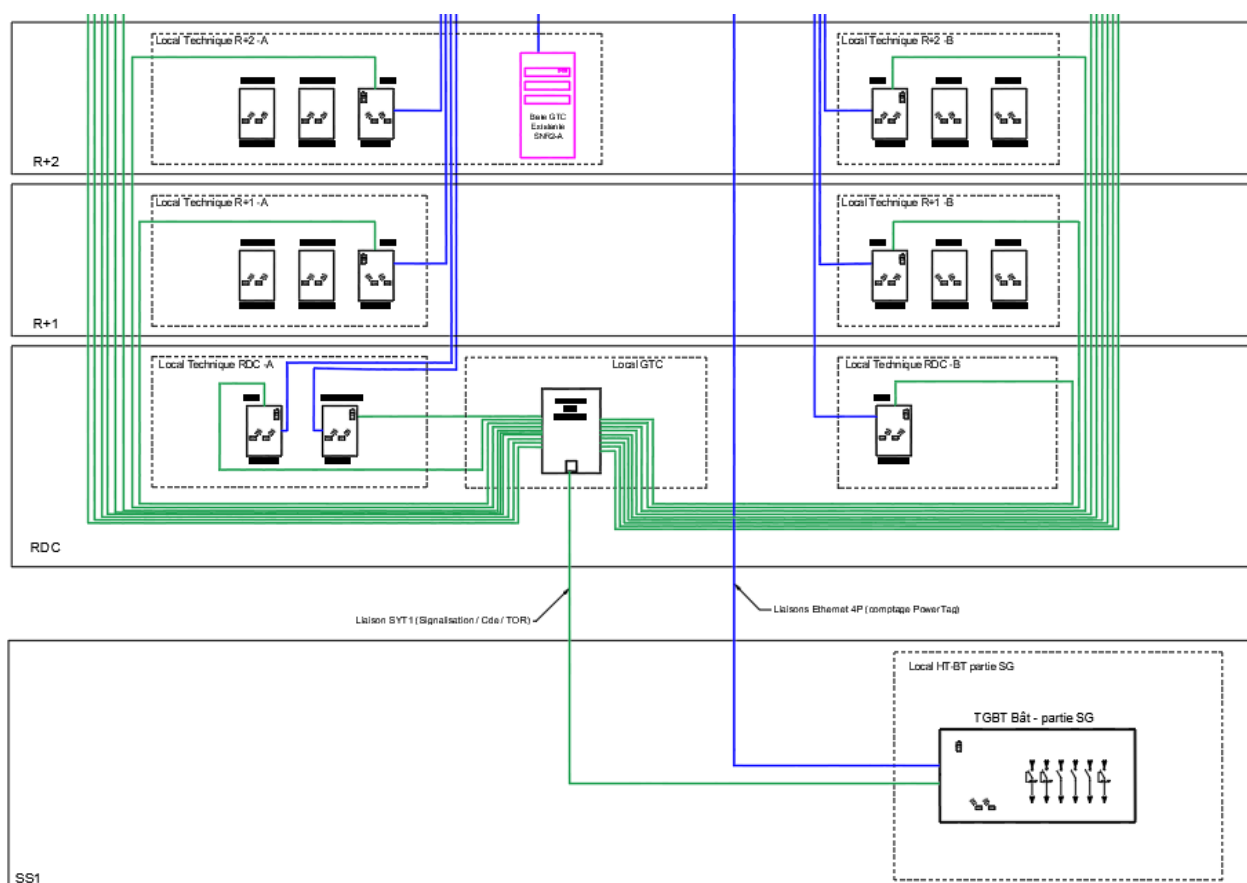 Local Technique R+2 -A
Local Technique R+2 -B
Baie GTC
Existante
SNR2-A
R+2
Local Technique R+1 -A
Local Technique R+1 -B
R+1
Local Technique RDC -A
Local GTC
Local Technique RDC -B
RDC
Liaison SYT1 (Signalisation / Cde / TOR)
Liaisons Ethernet 4P (comptage PowerTag)
Local HT-BT partie SG
TGBT Bât - partie SG
SS1